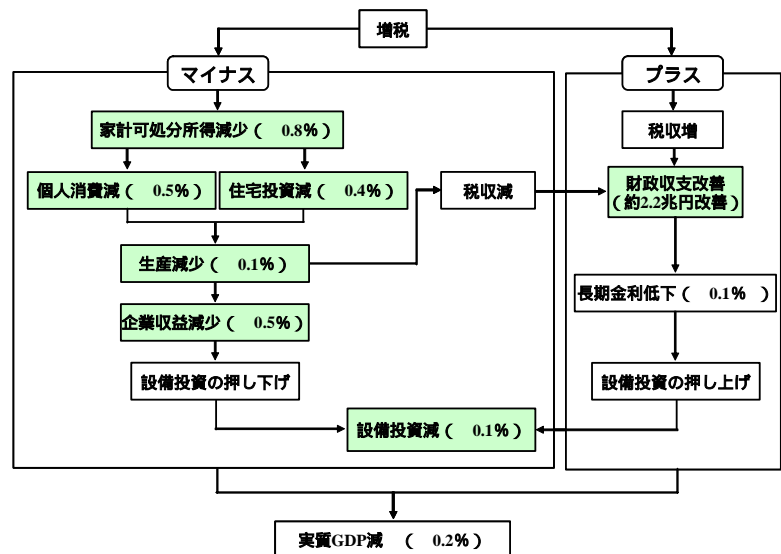 増税
マイナス
プラス
家計可処分所得減少（　0.8%）
税収増
個人消費減（　0.5%）
住宅投資減（　0.4%）
税収減
財政収支改善
（約2.2兆円改善）
生産減少（　0.1%）
長期金利低下（　0.1%　）
企業収益減少（　0.5%）
設備投資の押し下げ
設備投資の押し上げ
設備投資減（　0.1%）
実質GDP減　（　0.2%）